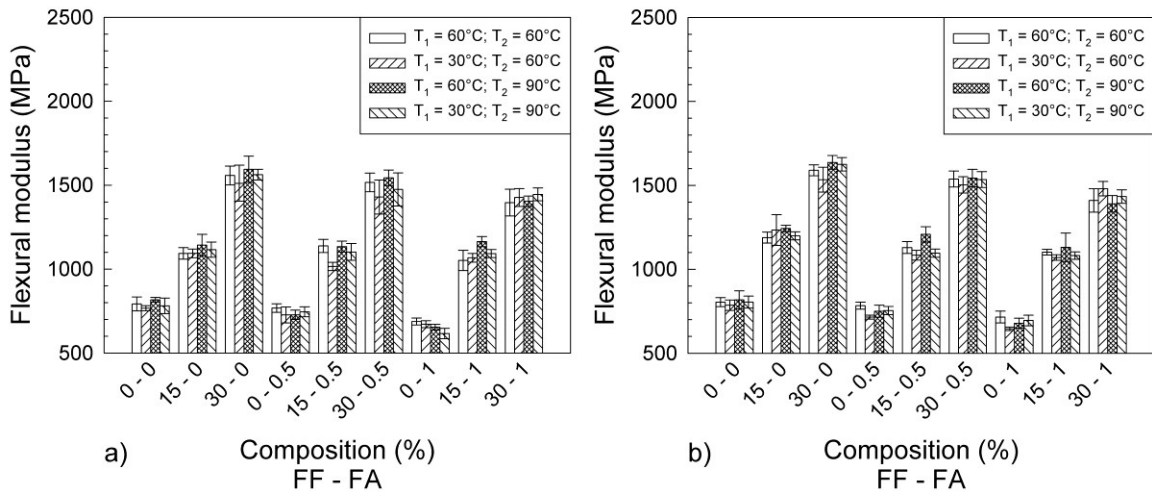 2500
2000
1500
1000
500
Flexural modulus (MPa)
T₁ = 60°C; T₂ = 60°C
T₁ = 30°C; T₂ = 60°C
T₁ = 60°C; T₂ = 90°C
T₁ = 30°C; T₂ = 90°C
0 - 0
15 - 0
30 - 0
0 - 0.5
15 - 0.5
30 - 0.5
0 - 1
15 - 1
30 - 1
a)
Composition (%)
FF - FA
2500
2000
1500
1000
500
Flexural modulus (MPa)
T₁ = 60°C; T₂ = 60°C
T₁ = 30°C; T₂ = 60°C
T₁ = 60°C; T₂ = 90°C
T₁ = 30°C; T₂ = 90°C
0 - 0
15 - 0
30 - 0
0 - 0.5
15 - 0.5
30 - 0.5
0 - 1
15 - 1
30 - 1
b)
Composition (%)
FF - FA